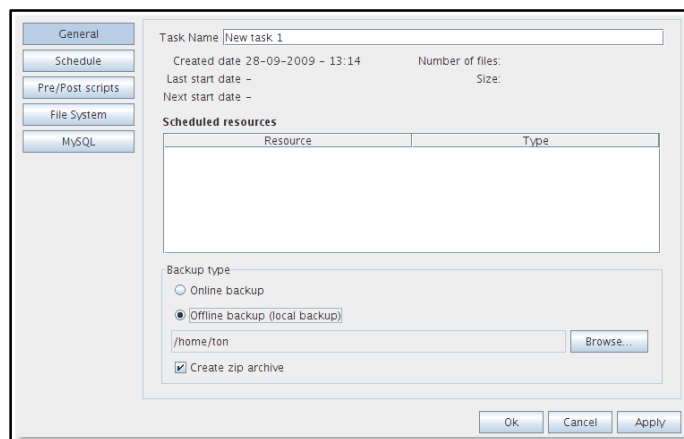 General
Schedule
Pre/Post scripts
File System
MySQL
Task Name New task 1
Created date 28-09-2009 - 13:14 Number of files:
Last start date - Size:
Next start date -
Scheduled resources
Resource Type
Backup type
Online backup
Offline backup (local backup)
/home/ton Browse...
Create zip archive
Ok Cancel Apply